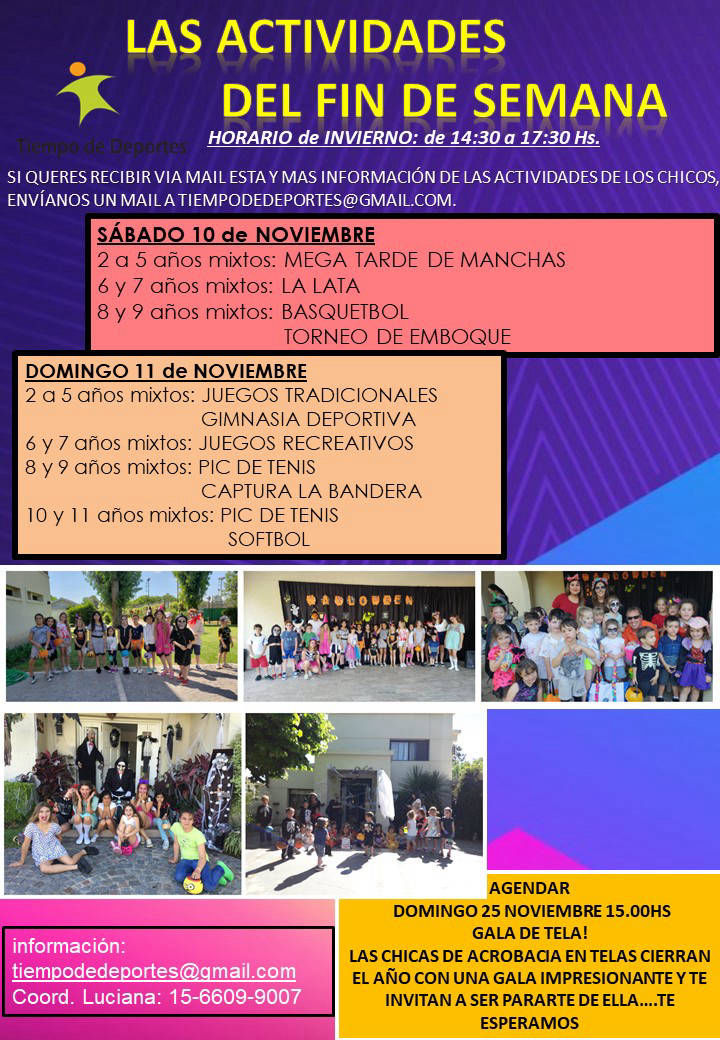 LAS ACTIVIDADES
DEL FIN DE SEMANA
Tiempo de Deportes
HORARIO de INVIERNO: de 14:30 a 17:30 Hs.
SI QUERES RECIBIR VIA MAIL ESTA Y MAS INFORMACIÓN DE LAS ACTIVIDADES DE LOS CHICOS,
ENVÍANOS UN MAIL A TIEMPODEDEPORTES@GMAIL.COM.
SÁBADO 10 de NOVIEMBRE
2 a 5 años mixtos: MEGA TARDE DE MANCHAS
6 y 7 años mixtos: LA LATA
8 y 9 años mixtos: BASQUETBOL
TORNEO DE EMBOQUE
DOMINGO 11 de NOVIEMBRE
2 a 5 años mixtos: JUEGOS TRADICIONALES
GIMNASIA DEPORTIVA
6 y 7 años mixtos: JUEGOS RECREATIVOS
8 y 9 años mixtos: PIC DE TENIS
CAPTURA LA BANDERA
10 y 11 años mixtos: PIC DE TENIS
SOFTBOL
HALLOWEEN
AGENDAR
DOMINGO 25 NOVIEMBRE 15.00HS
GALA DE TELA!
LAS CHICAS DE ACROBACIA EN TELAS CIERRAN
EL AÑO CON UNA GALA IMPRESIONANTE Y TE
INVITAN A SER PARARTE DE ELLA....TE
ESPERAMOS
información:
tiempodedeportes@gmail.com
Coord. Luciana: 15-6609-9007